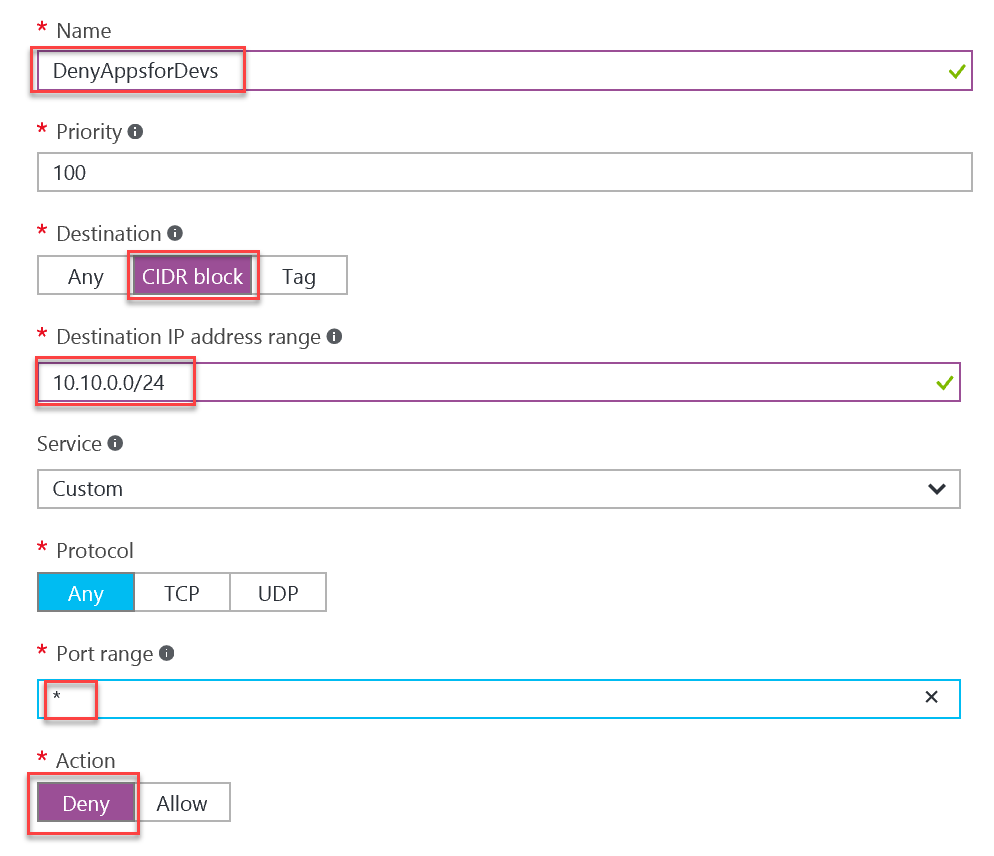 * Name
DenyAppsforDevs
* Priority
100
* Destination
Any CIDR block Tag
* Destination IP address range
10.10.0.0/24
Service
Custom
* Protocol
Any TCP UDP
* Port range
*
* Action
Deny Allow